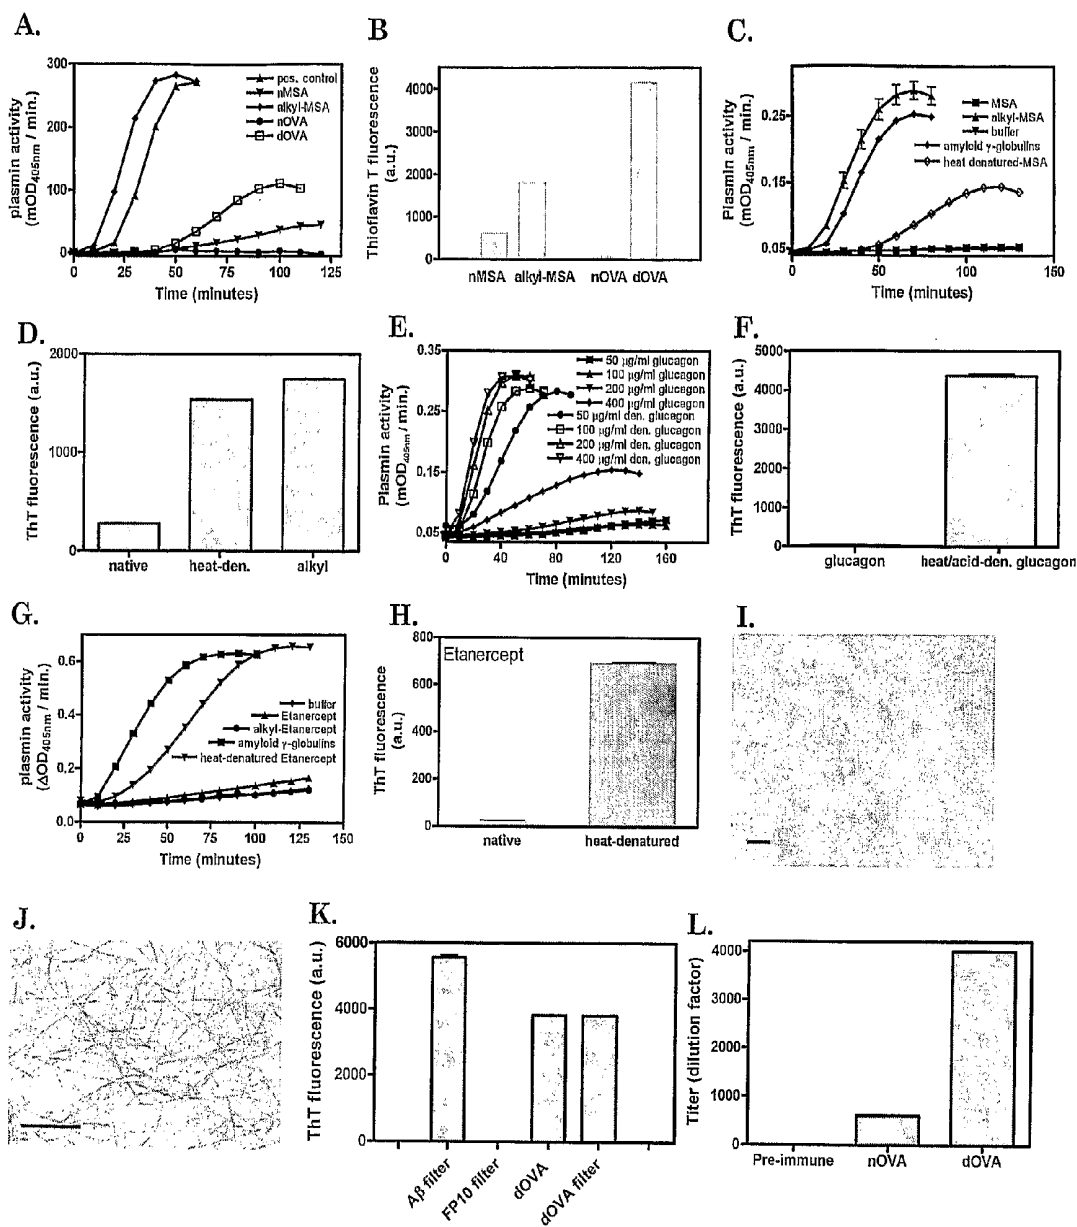 A.
300
200
100
0
0 25 50 75 100 125
plasmin activity
(mOD405nm / min.)
Time (minutes)
pos. control
nMSA
alkyl-MSA
nOVA
dOVA
B
Thioflavin T fluorescence
(a.u.)
4000
3000
2000
1000
0
nMSA alkyl-MSA nOVA dOVA
C.
Plasmin activity
(mOD405nm / min.)
0.25
0.15
0.05
0 50 100 150
Time (minutes)
MSA
alkyl-MSA
buffer
amyloid γ-globulins
heat denatured-MSA
D.
ThT fluorescence (a.u.)
2000
1000
0
native heat-den. alkyl
E.
Plasmin activity
(mOD405nm / min.)
0.35
0.25
0.15
0.05
0 40 80 120 160
Time (minutes)
50 µg/ml glucagon
100 µg/ml glucagon
200 µg/ml glucagon
400 µg/ml glucagon
50 µg/ml den. glucagon
100 µg/ml den. glucagon
200 µg/ml den. glucagon
400 µg/ml den. glucagon
F.
ThT fluorescence (a.u.)
5000
4000
3000
2000
1000
0
glucagon heat/acid-den. glucagon
G.
plasmin activity
(ΔOD405nm / min.)
0.6
0.4
0.2
0.0
0 25 50 75 100 125 150
Time (minutes)
buffer
Etanercept
alkyl-Etanercept
amyloid γ-globulins
heat-denatured Etanercept
H.
ThT fluorescence
(a.u.)
800
600
400
200
0
Etanercept
native heat-denatured
I.
J.
K.
ThT fluorescence (a.u.)
6000
4000
2000
0
Aβ filter
FP10 filter
dOVA
dOVA filter
L.
Titer (dilution factor)
4000
3000
2000
1000
0
Pre-immune nOVA dOVA